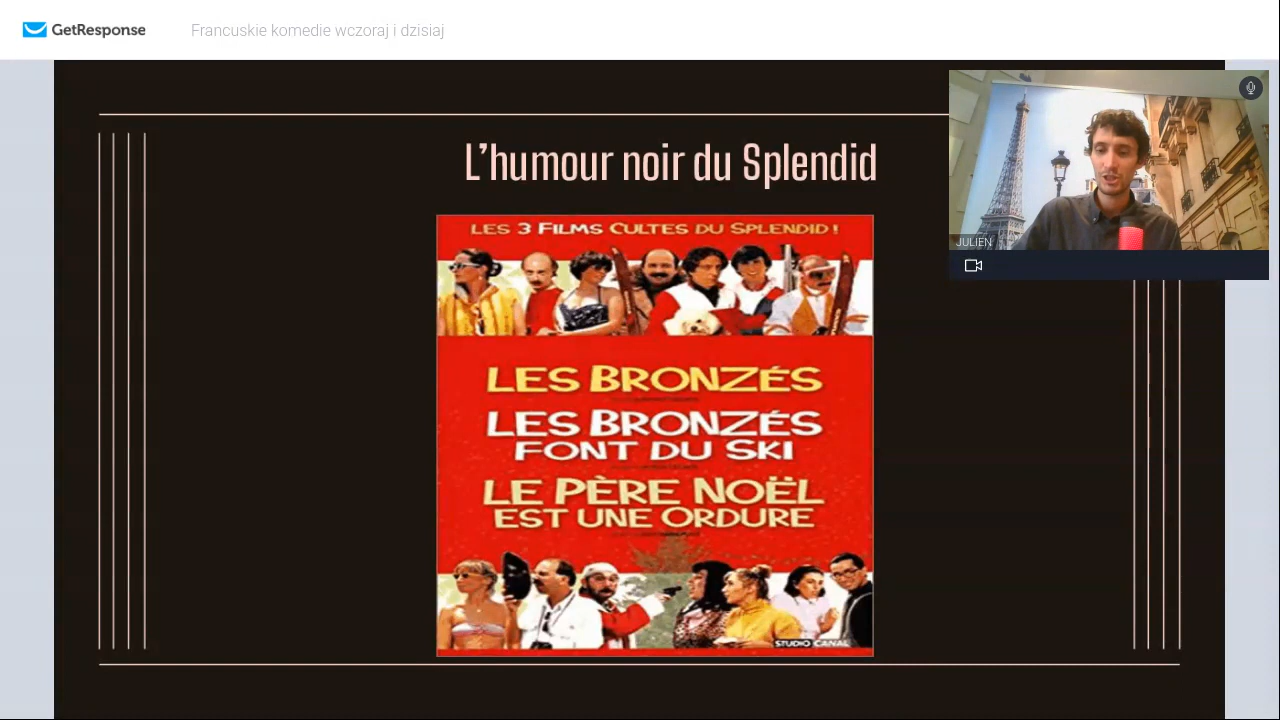 GetResponse
Francuskie komedie wczoraj i dzisiaj
L'humour noir du Splendid
JULIEN
LES 3 FILMS CULTES DU SPLENDID !
LES BRONZÉS
LES BRONZÉS
FONT DU SKI
LE PÈRE NOËL
EST UNE ORDURE
STUDIO CANAL